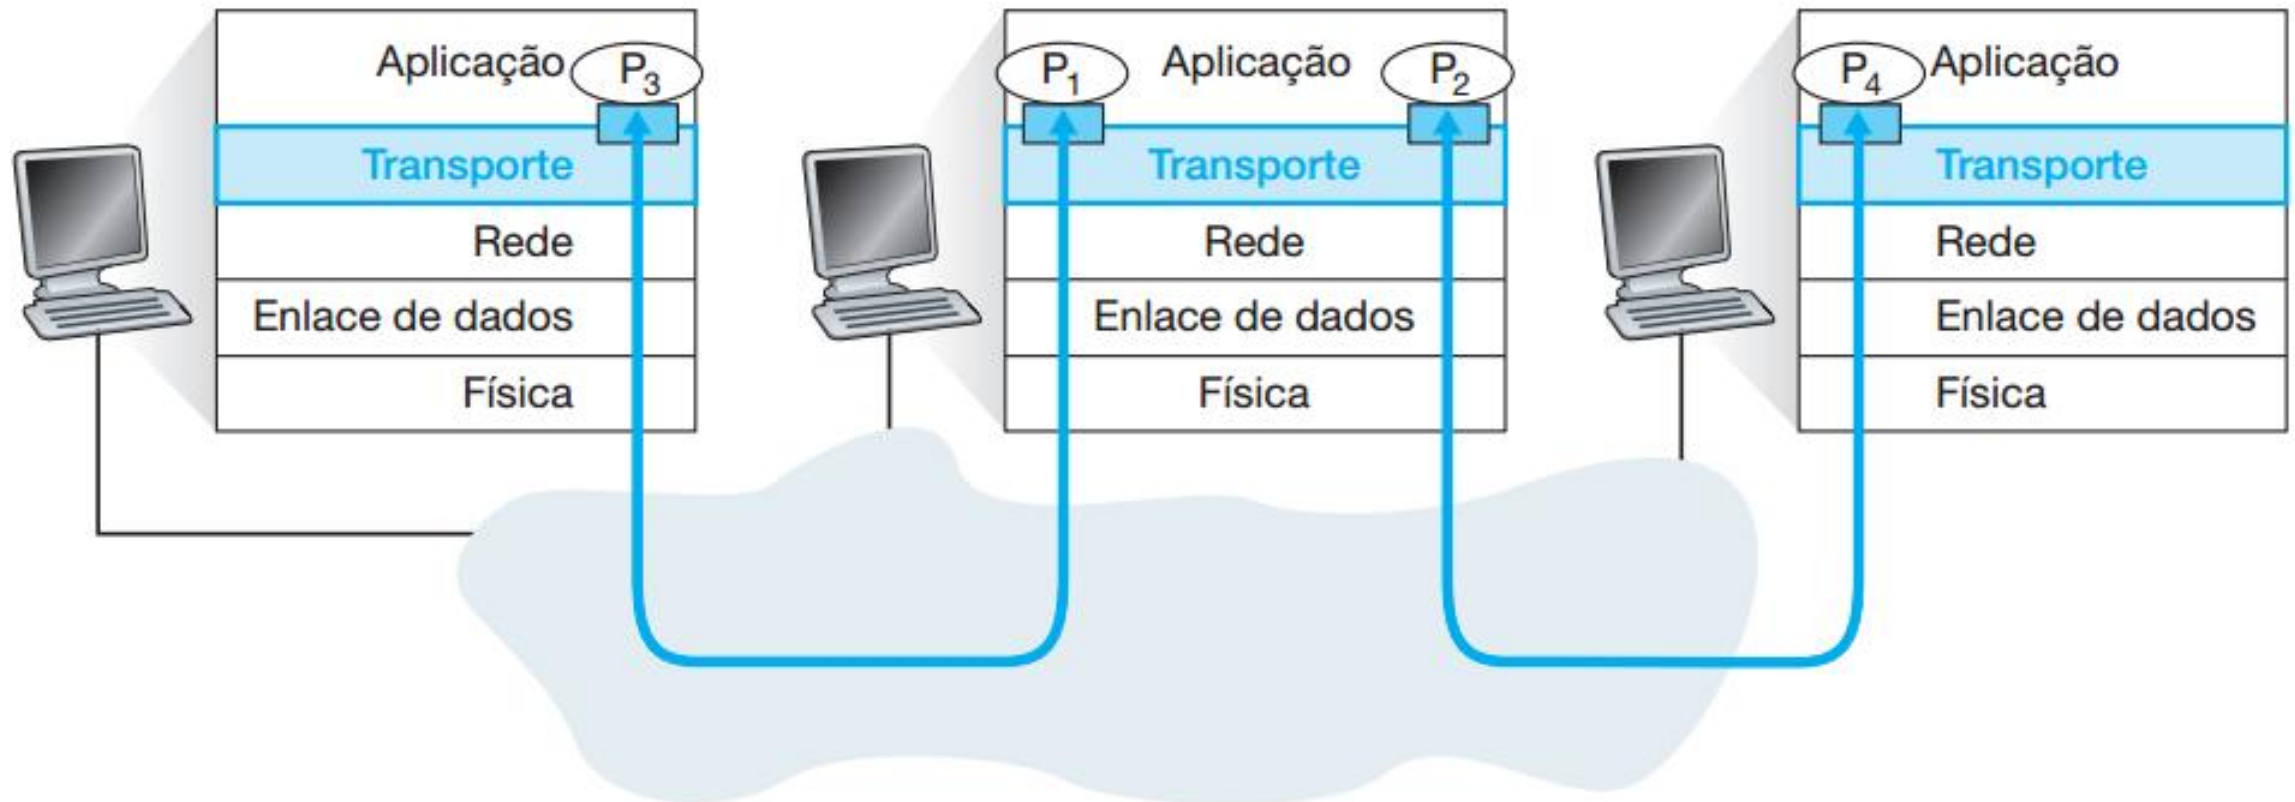 Aplicação P₃
Transporte
Rede
Enlace de dados
Física
P₁ Aplicação P₂
Transporte
Rede
Enlace de dados
Física
P₄ Aplicação
Transporte
Rede
Enlace de dados
Física